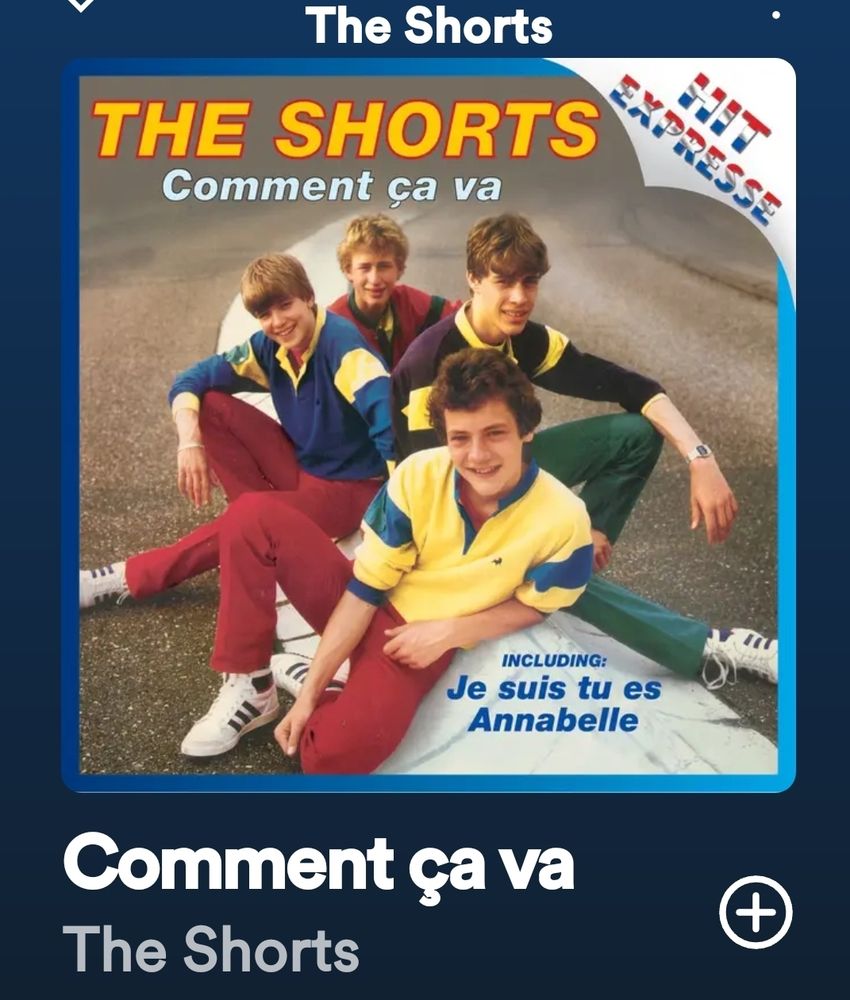 The Shorts
THE SHORTS
Comment ça va
HIT
EXPRESSE
INCLUDING:
Je suis tu es
Annabelle
Comment ça va
The Shorts